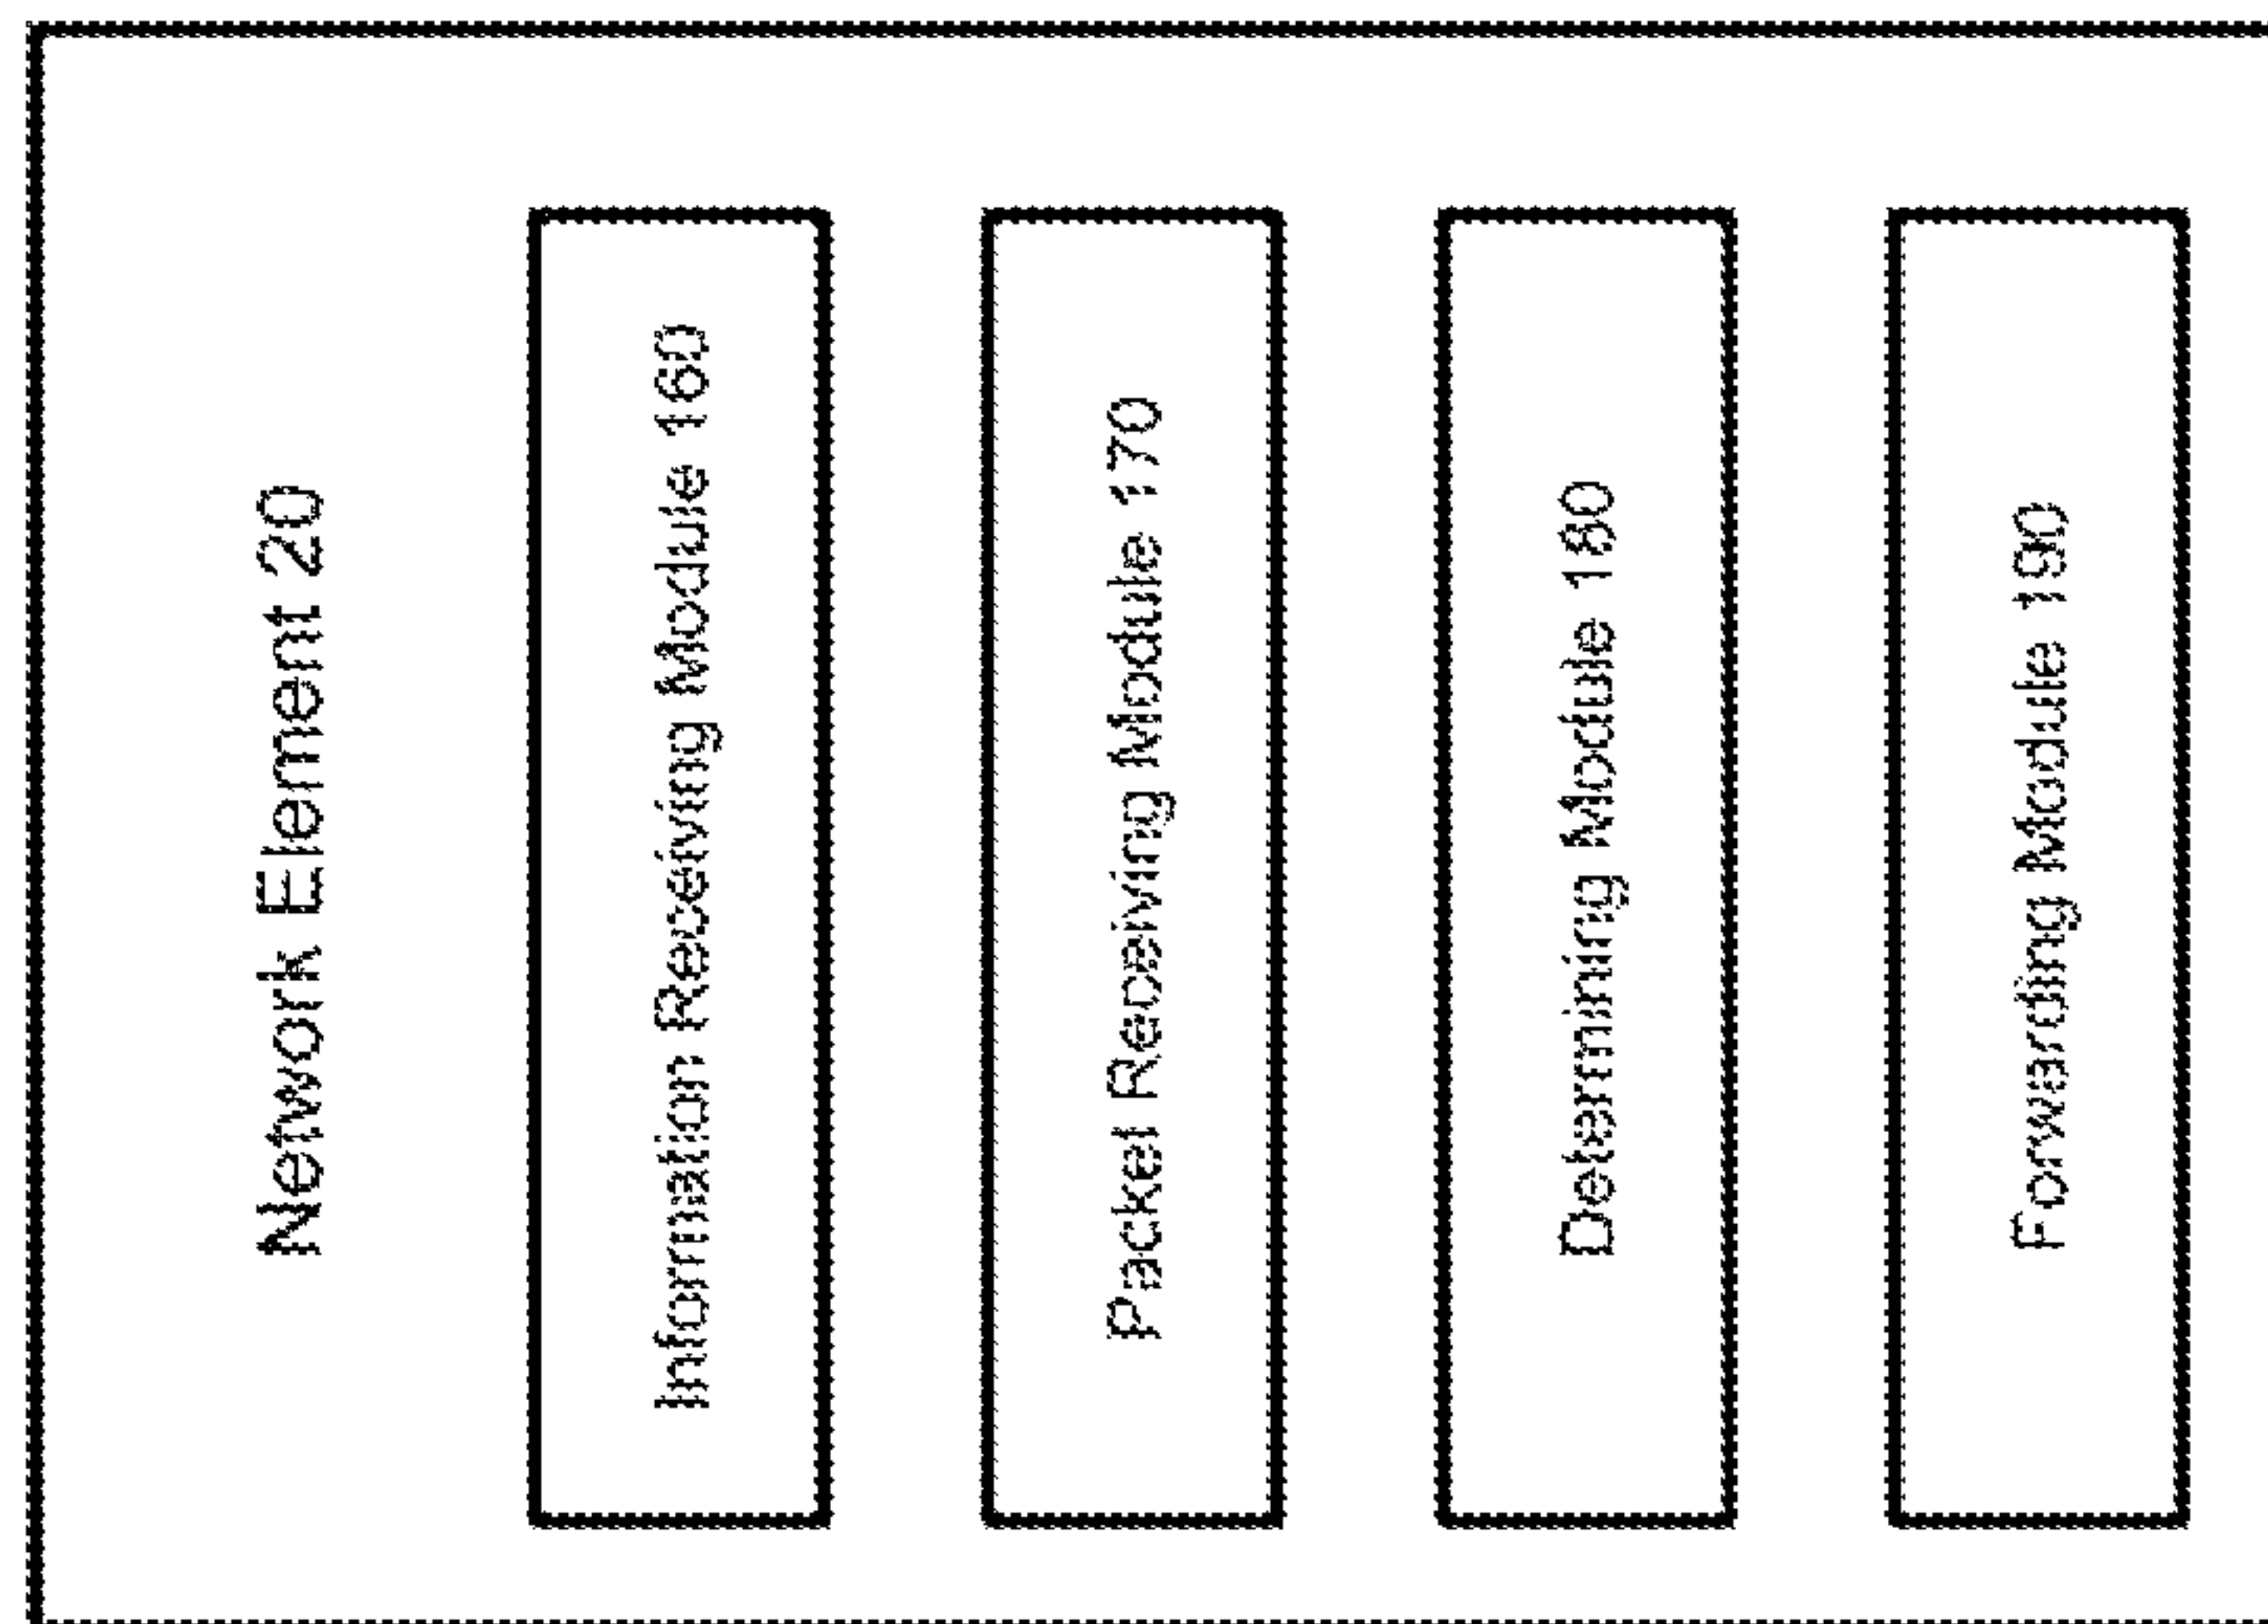 Network Element 20
Information Receiving Module 160
Packet Receiving Module 170
Determining Module 180
Forwarding Module 190